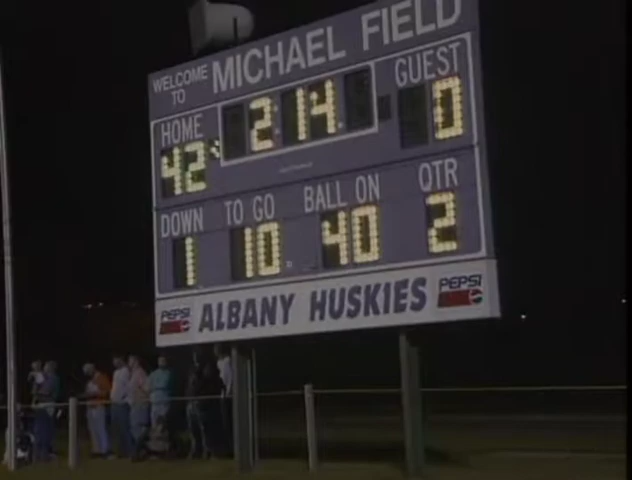 WELCOME TO MICHAEL FIELD
HOME 2:14 GUEST
42 0
DOWN TO GO BALL ON QTR
1 10 40 2
PEPSI ALBANY HUSKIES PEPSI